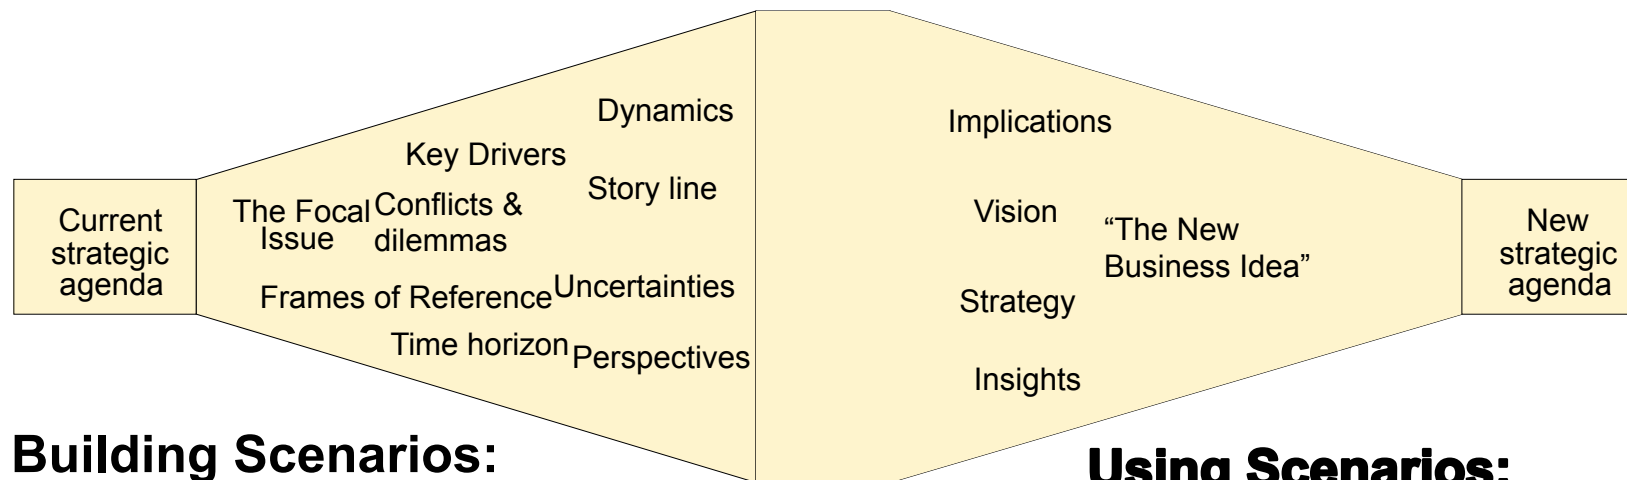 Current
strategic
agenda
The Focal
Issue
Key Drivers
Conflicts &
dilemmas
Frames of Reference
Time horizon
Dynamics
Story line
Uncertainties
Perspectives
Implications
Vision
“The New
Business Idea”
Strategy
Insights
New
strategic
agenda
Building Scenarios:
Using Scenarios: